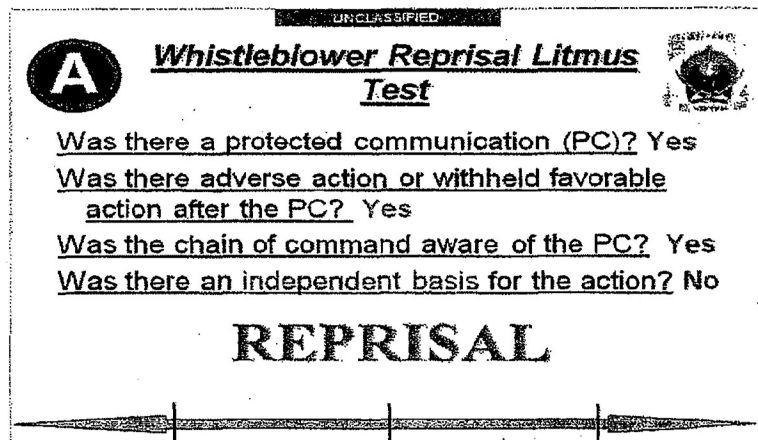 UNCLASSIFIED
A
Whistleblower Reprisal Litmus
Test
Was there a protected communication (PC)? Yes
Was there adverse action or withheld favorable
action after the PC? Yes
Was the chain of command aware of the PC? Yes
Was there an independent basis for the action? No
REPRISAL